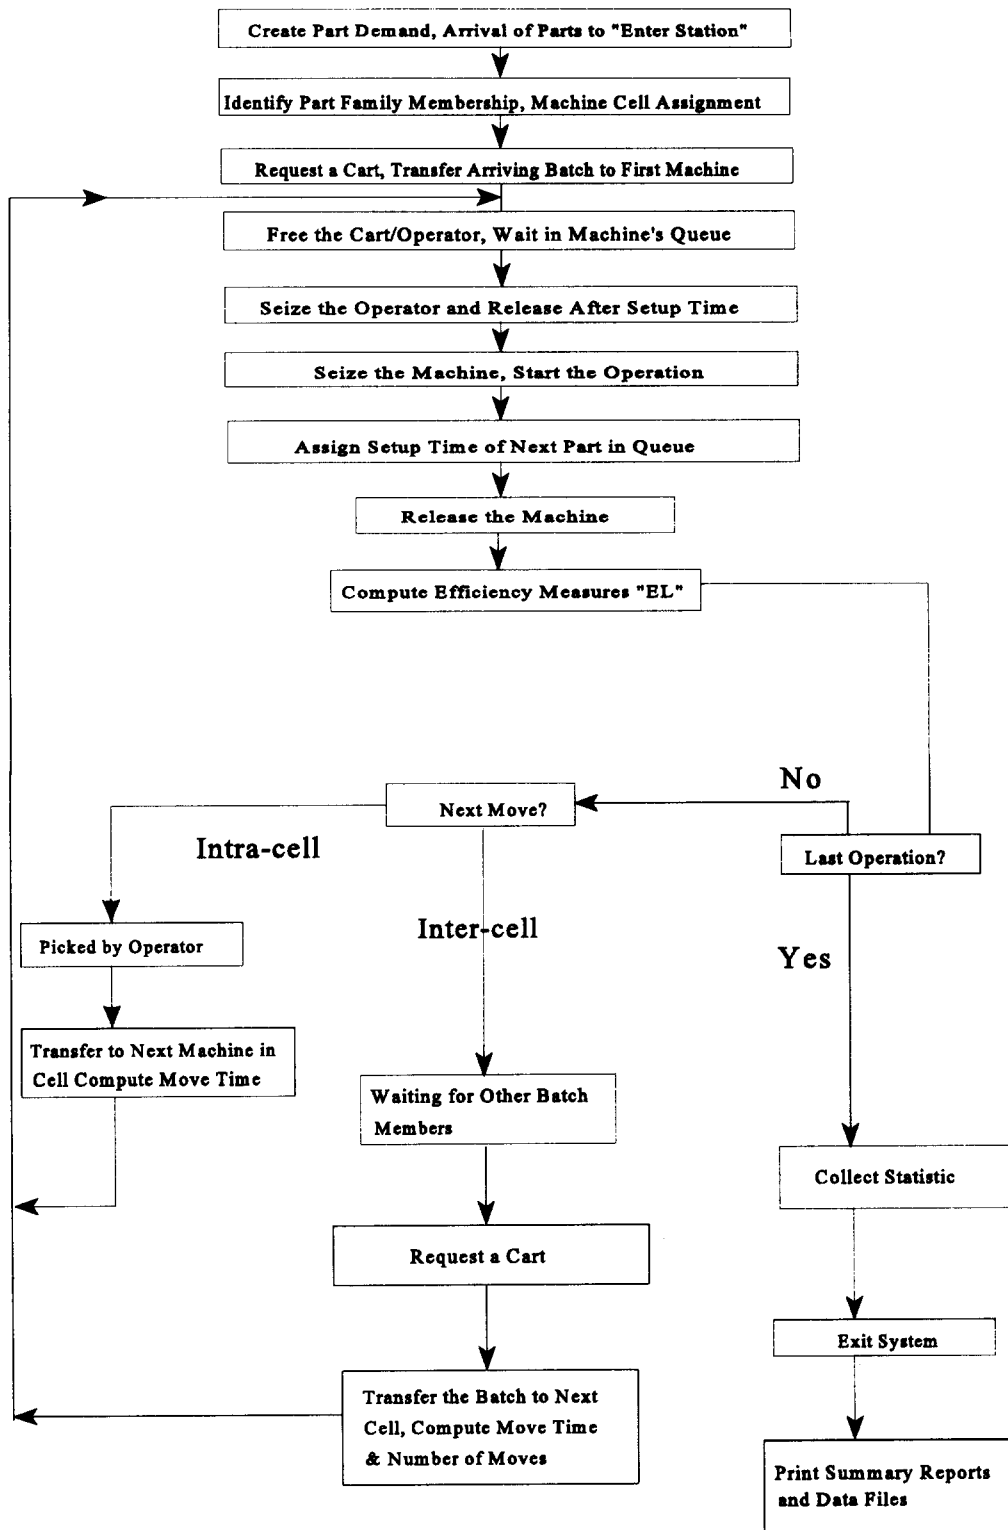 Create Part Demand, Arrival of Parts to "Enter Station"
Identify Part Family Membership, Machine Cell Assignment
Request a Cart, Transfer Arriving Batch to First Machine
Free the Cart/Operator, Wait in Machine's Queue
Seize the Operator and Release After Setup Time
Seize the Machine, Start the Operation
Assign Setup Time of Next Part in Queue
Release the Machine
Compute Efficiency Measures "EL"
No
Next Move?
Intra-cell
Last Operation?
Inter-cell
Picked by Operator
Yes
Transfer to Next Machine in
Cell Compute Move Time
Waiting for Other Batch
Members
Collect Statistic
Request a Cart
Exit System
Transfer the Batch to Next
Cell, Compute Move Time
& Number of Moves
Print Summary Reports
and Data Files